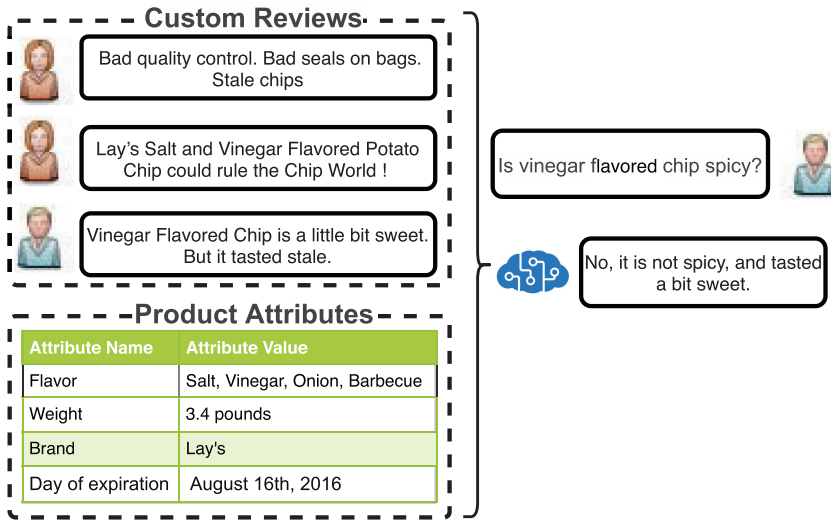 Custom Reviews
Bad quality control. Bad seals on bags.
Stale chips
Lay’s Salt and Vinegar Flavored Potato
Chip could rule the Chip World !
Vinegar Flavored Chip is a little bit sweet.
But it tasted stale.
Product Attributes
Attribute Name Attribute Value
Flavor Salt, Vinegar, Onion, Barbecue
Weight 3.4 pounds
Brand Lay's
Day of expiration August 16th, 2016
Is vinegar flavored chip spicy?
No, it is not spicy, and tasted
a bit sweet.